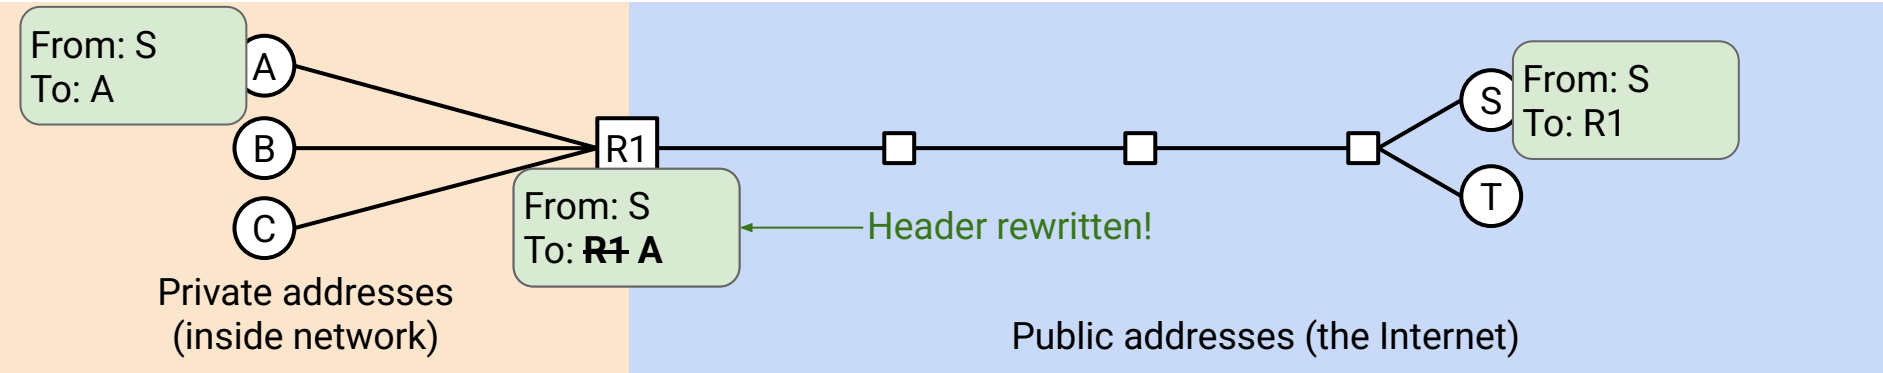 From: S
To: A
A
B
C
R1
From: S
To: R1 A
Header rewritten!
S
From: S
To: R1
T
Private addresses
(inside network)
Public addresses (the Internet)